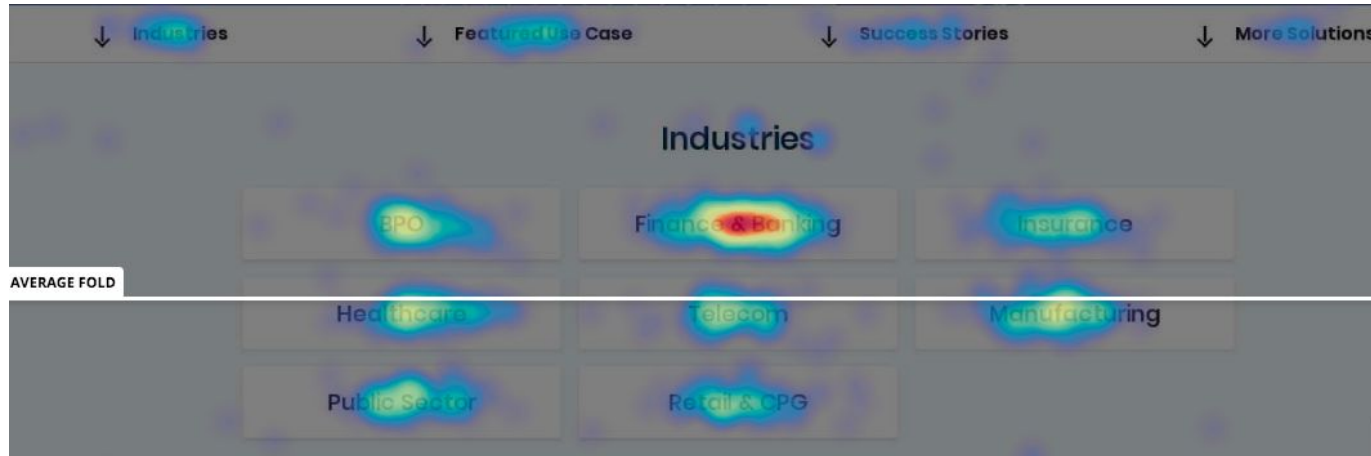 Industries Featured Use Case Success Stories More Solutions
Industries
BPO Finance & Banking Insurance
AVERAGE FOLD
Healthcare Telecom Manufacturing
Public Sector Retail & CPG